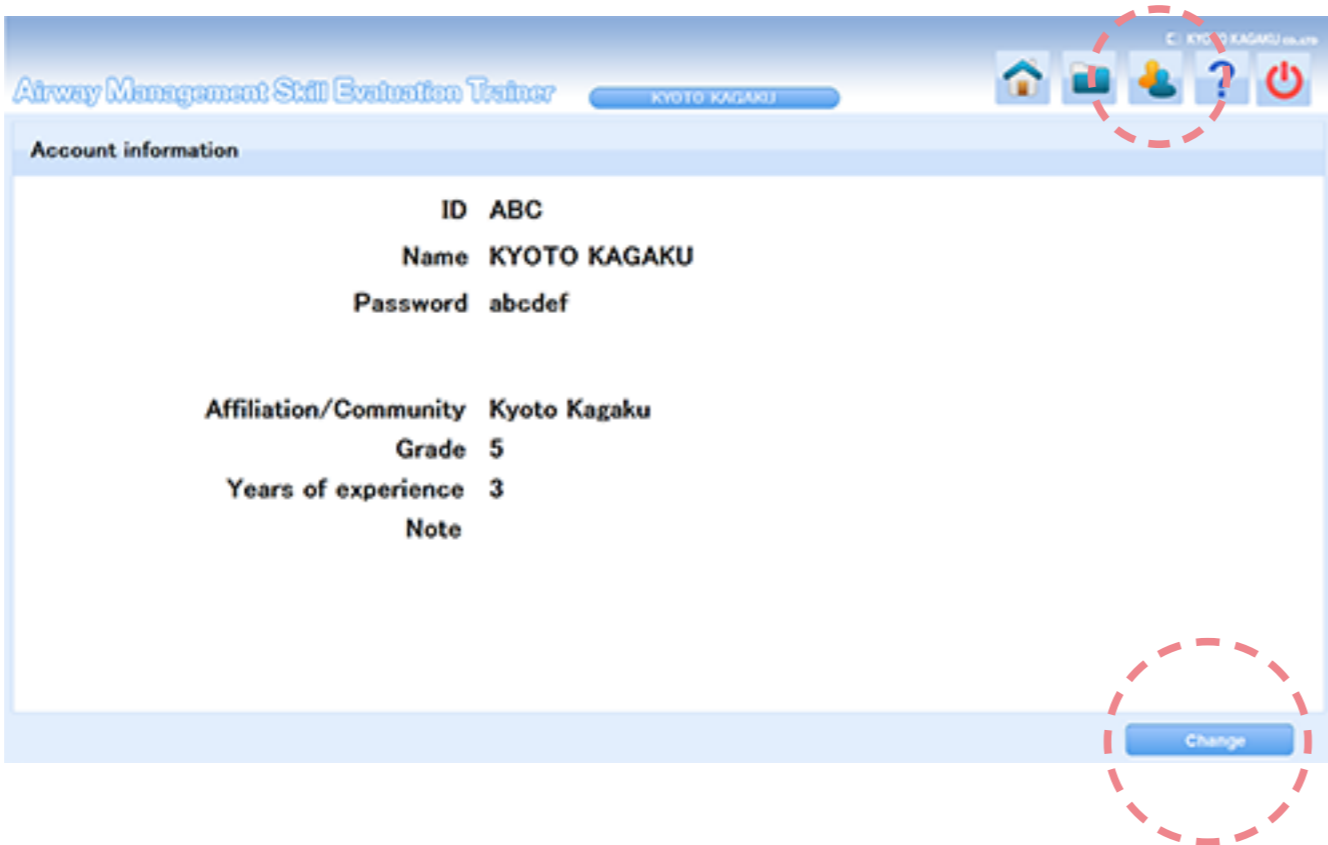 KYOTO KAGAKU co.,LTD
Airway Management Skill Evaluation Trainer
KYOTO KAGAKU
?
Account information
ID ABC
Name KYOTO KAGAKU
Password abcdef
Affiliation/Community Kyoto Kagaku
Grade 5
Years of experience 3
Note
Change